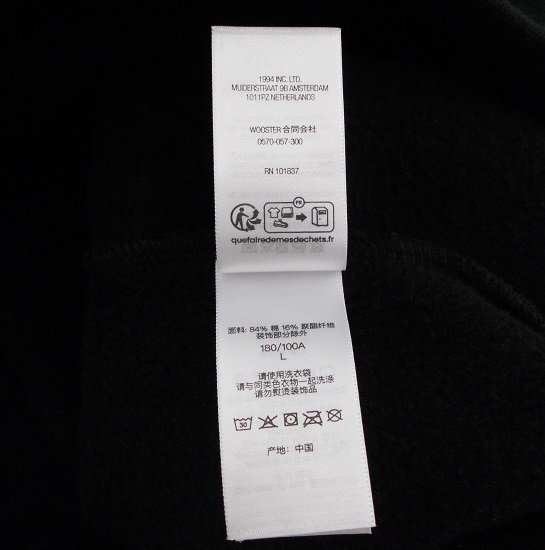 1994 INC. LTD.
MUIDERSTRAAT 9B AMSTERDAM
1011PZ NETHERLANDS
WOOSTER 合同会社
0570-057-300
RN 101837
FR
quefairedemesdechets.fr
面料: 84% 棉 16% 聚酯纤维
装饰部分除外
180/100A
L
请使用洗衣袋
请与同类色衣物一起洗涤
请勿熨烫装饰品
30
产地: 中国